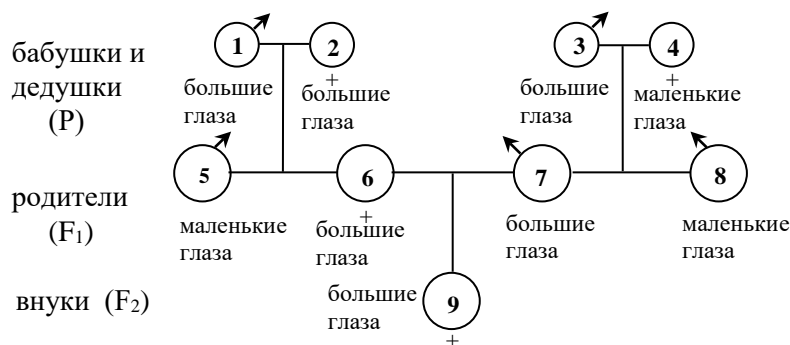 1 2 3 4
бабушки и
дедушки
(P)
большие
глаза
+
большие
глаза
большие
глаза
+
маленькие
глаза
5 6 7 8
родители
(F₁)
маленькие
глаза
+
большие
глаза
большие
глаза
маленькие
глаза
внуки (F₂)
большие
глаза
9
+